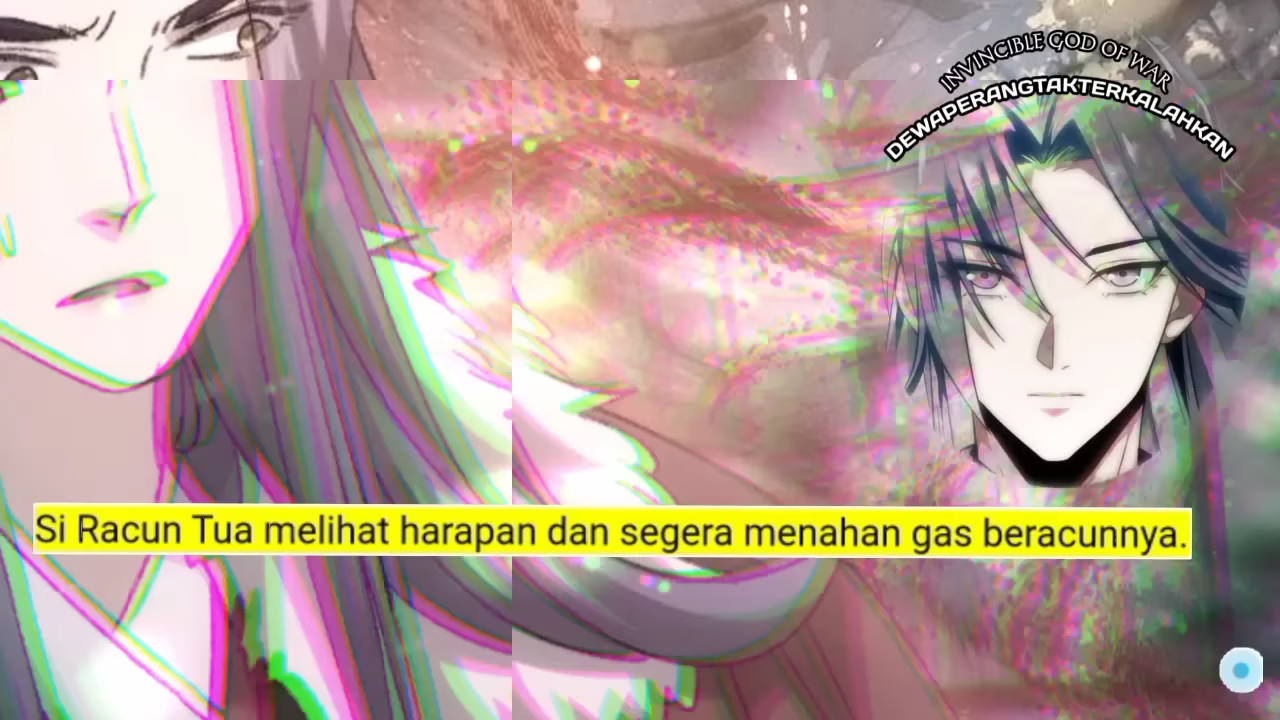 INVINCIBLE GOD OF WAR
DEWAPERANGTAKTERKALAHKAN
Si Racun Tua melihat harapan dan segera menahan gas beracunnya.